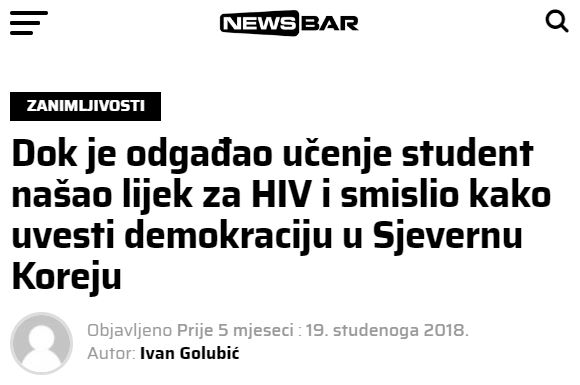 NEWSBAR
ZANIMLJIVOSTI
Dok je odgađao učenje student
našao lijek za HIV i smislio kako
uvesti demokraciju u Sjevernu
Koreju
Objavljeno Prije 5 mjeseci : 19. studenoga 2018.
Autor: Ivan Golubić